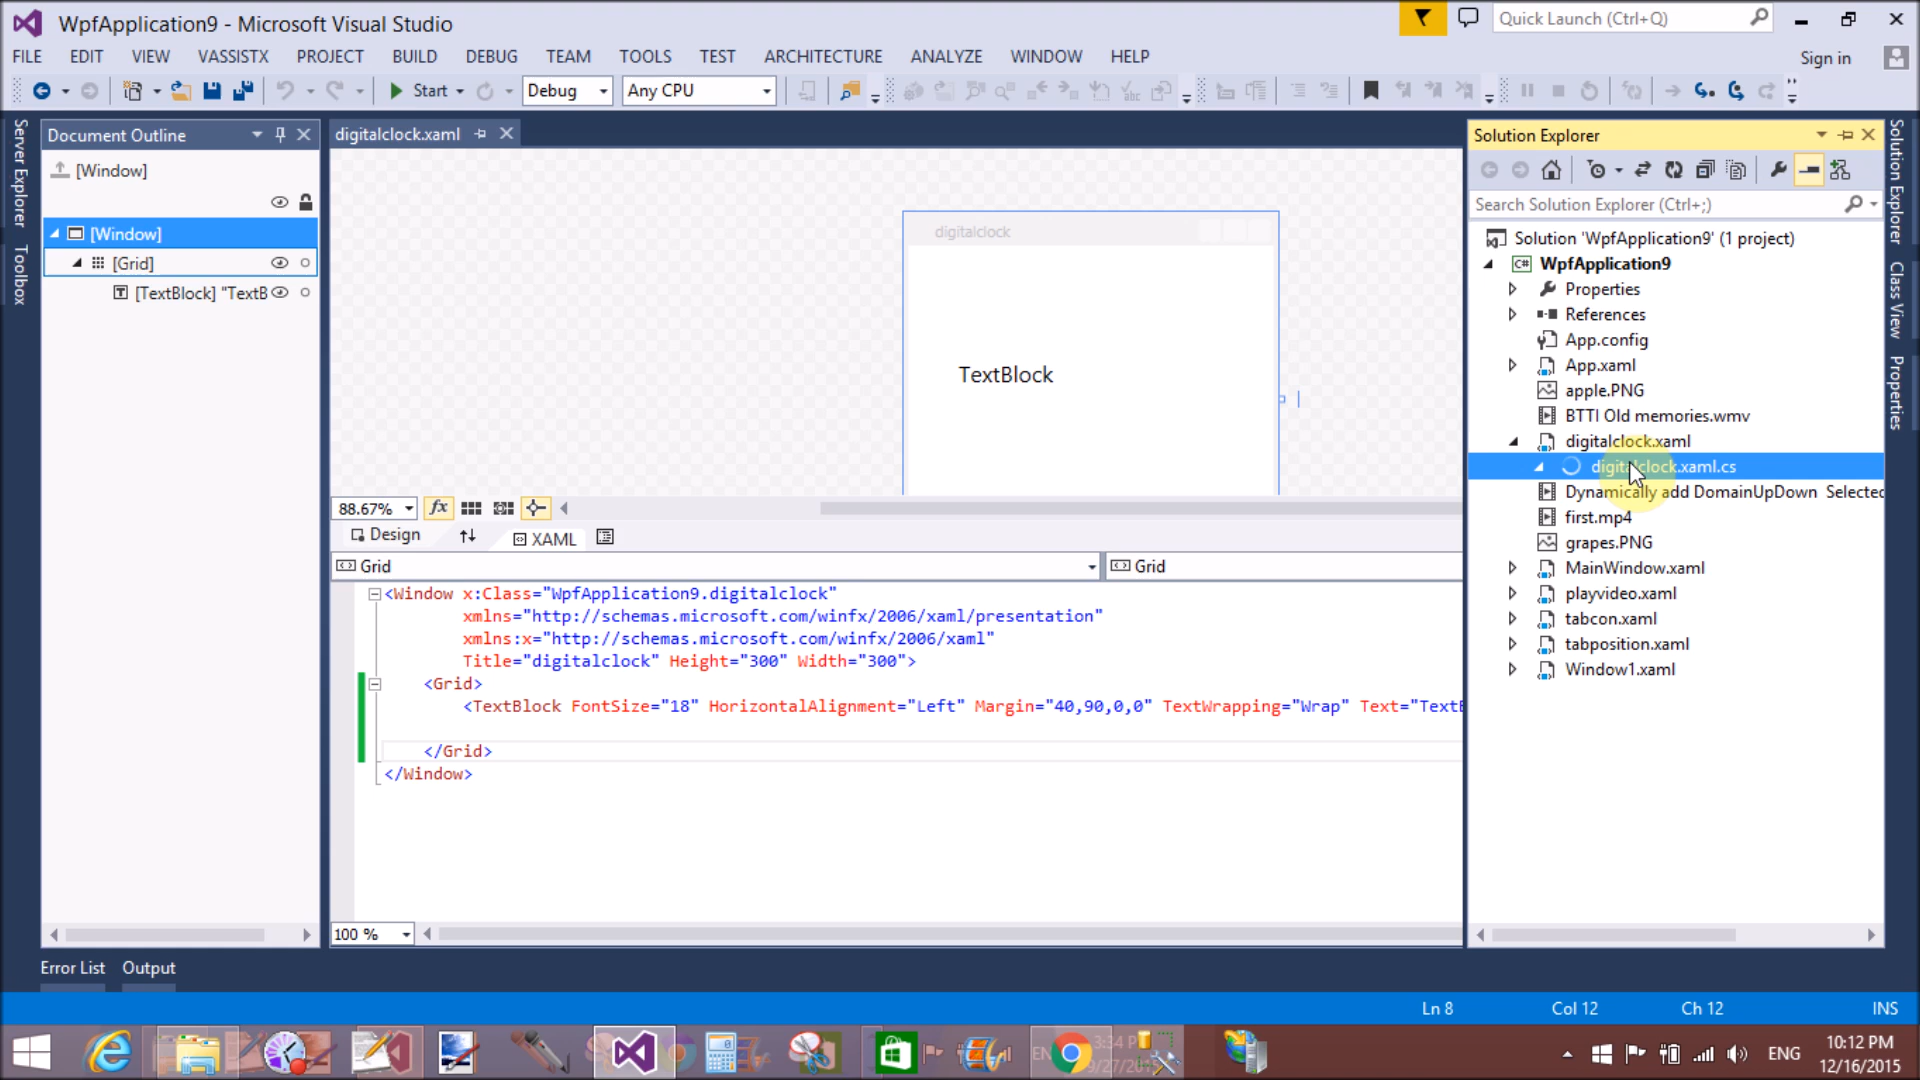 WpfApplication9 - Microsoft Visual Studio
Quick Launch (Ctrl+Q)
FILE EDIT VIEW VASSISTX PROJECT BUILD DEBUG TEAM TOOLS TEST ARCHITECTURE ANALYZE WINDOW HELP
Sign in
Start Debug Any CPU
Server Explorer
Toolbox
Document Outline
[Window]
[Window]
[Grid]
[TextBlock] "TextB
digitalclock.xaml
digitalclock
TextBlock
88.67%
Design XAML
Grid Grid
<Window x:Class="WpfApplication9.digitalclock"
xmlns="http://schemas.microsoft.com/winfx/2006/xaml/presentation"
xmlns:x="http://schemas.microsoft.com/winfx/2006/xaml"
Title="digitalclock" Height="300" Width="300">
<Grid>
<TextBlock FontSize="18" HorizontalAlignment="Left" Margin="40,90,0,0" TextWrapping="Wrap" Text="TextB
</Grid>
</Window>
100 %
Solution Explorer
Search Solution Explorer (Ctrl+;)
Solution 'WpfApplication9' (1 project)
WpfApplication9
Properties
References
App.config
App.xaml
apple.PNG
BTTI Old memories.wmv
digitalclock.xaml
digitalclock.xaml.cs
Dynamically add DomainUpDown Selected
first.mp4
grapes.PNG
MainWindow.xaml
playvideo.xaml
tabcon.xaml
tabposition.xaml
Window1.xaml
Solution Explorer
Class View
Properties
Error List Output
Ln 8 Col 12 Ch 12 INS
ENG
10:12 PM
12/16/2015